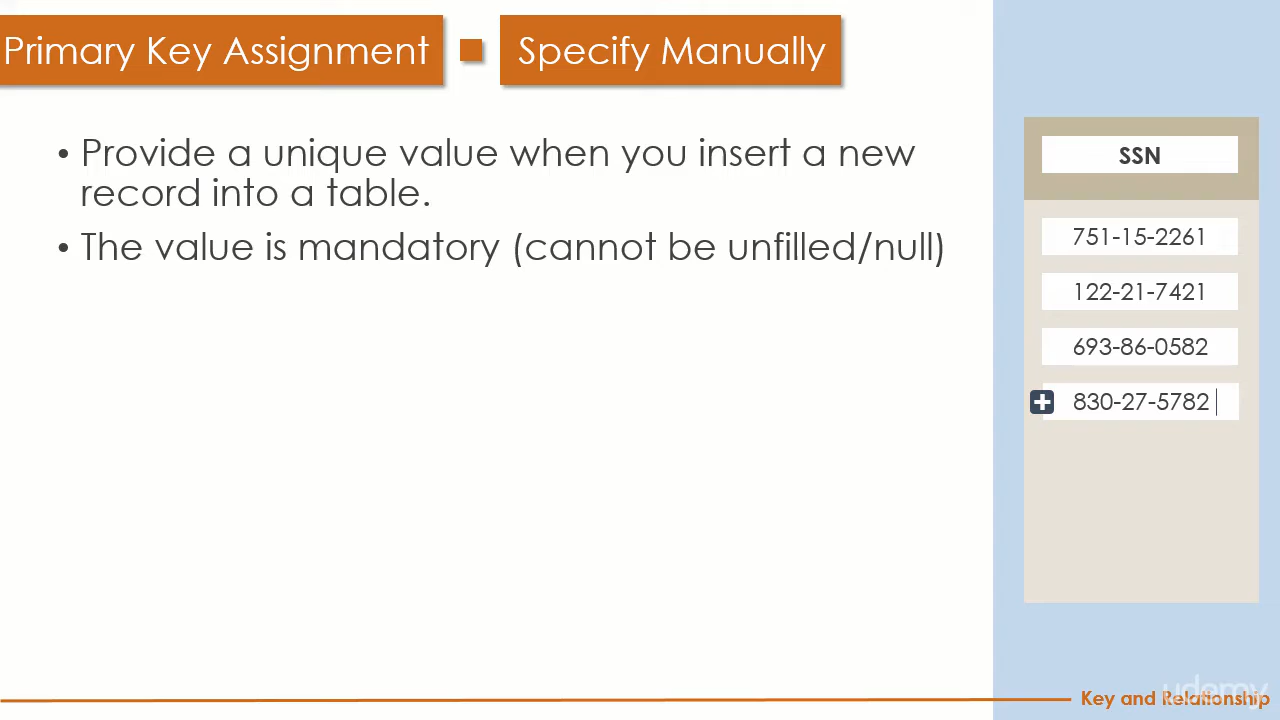 Primary Key Assignment
Specify Manually
• Provide a unique value when you insert a new
record into a table.
• The value is mandatory (cannot be unfilled/null)
SSN
751-15-2261
122-21-7421
693-86-0582
830-27-5782
Key and Relationship
udemy